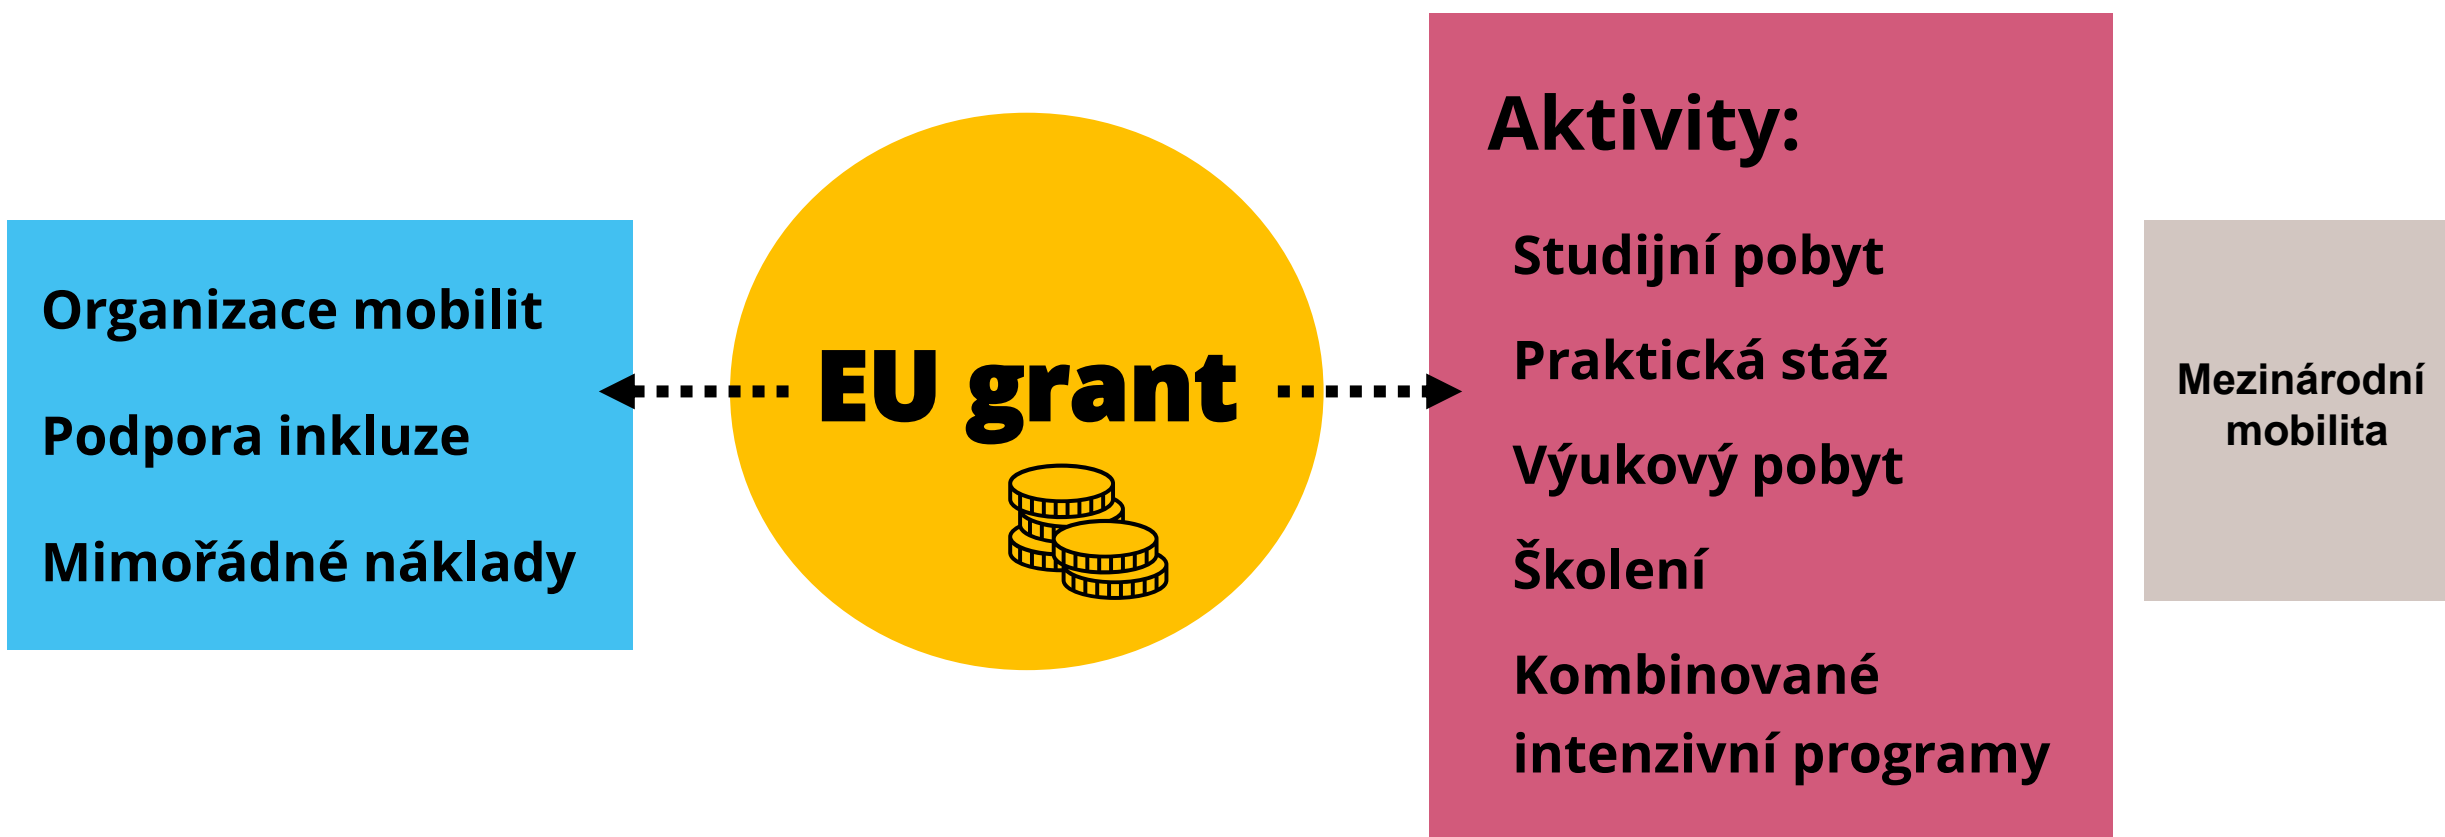 Organizace mobilit
Podpora inkluze
Mimořádné náklady
EU grant
Aktivity:
Studijní pobyt
Praktická stáž
Výukový pobyt
Školení
Kombinované
intenzivní programy
Mezinárodní
mobilita